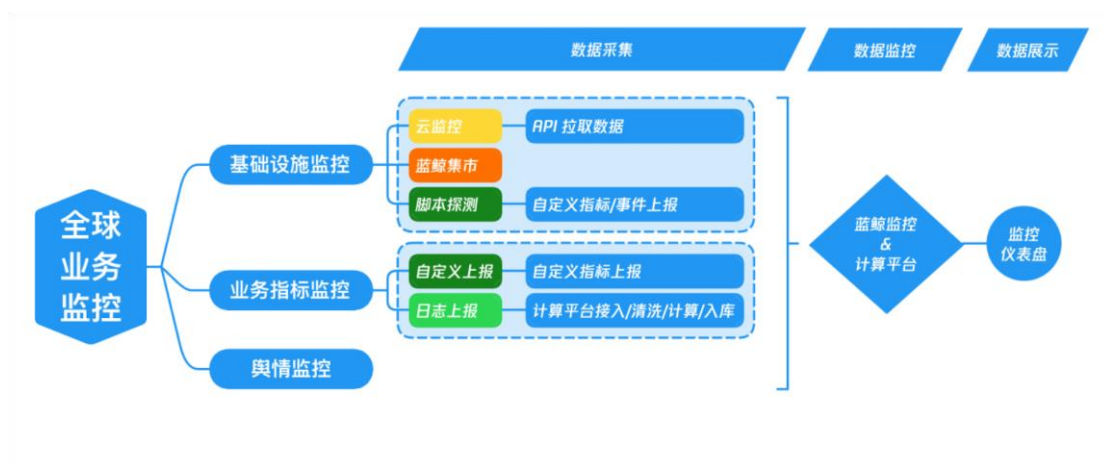 数据采集
数据监控
数据展示
全球
业务
监控
基础设施监控
云监控
API 拉取数据
蓝鲸集市
脚本探测
自定义指标/事件上报
业务指标监控
自定义上报
自定义指标上报
日志上报
计算平台接入/清洗/计算/入库
舆情监控
蓝鲸监控
&
计算平台
监控
仪表盘